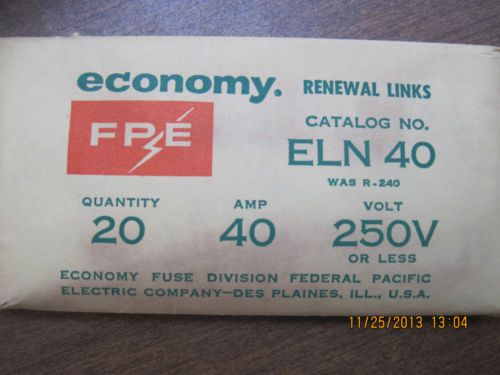 economy. RENEWAL LINKS
FPE
CATALOG NO.
ELN 40
WAS R-240
QUANTITY AMP VOLT
20 40 250V
OR LESS
ECONOMY FUSE DIVISION FEDERAL PACIFIC
ELECTRIC COMPANY—DES PLAINES, ILL., U.S.A.
11/25/2013 13:04